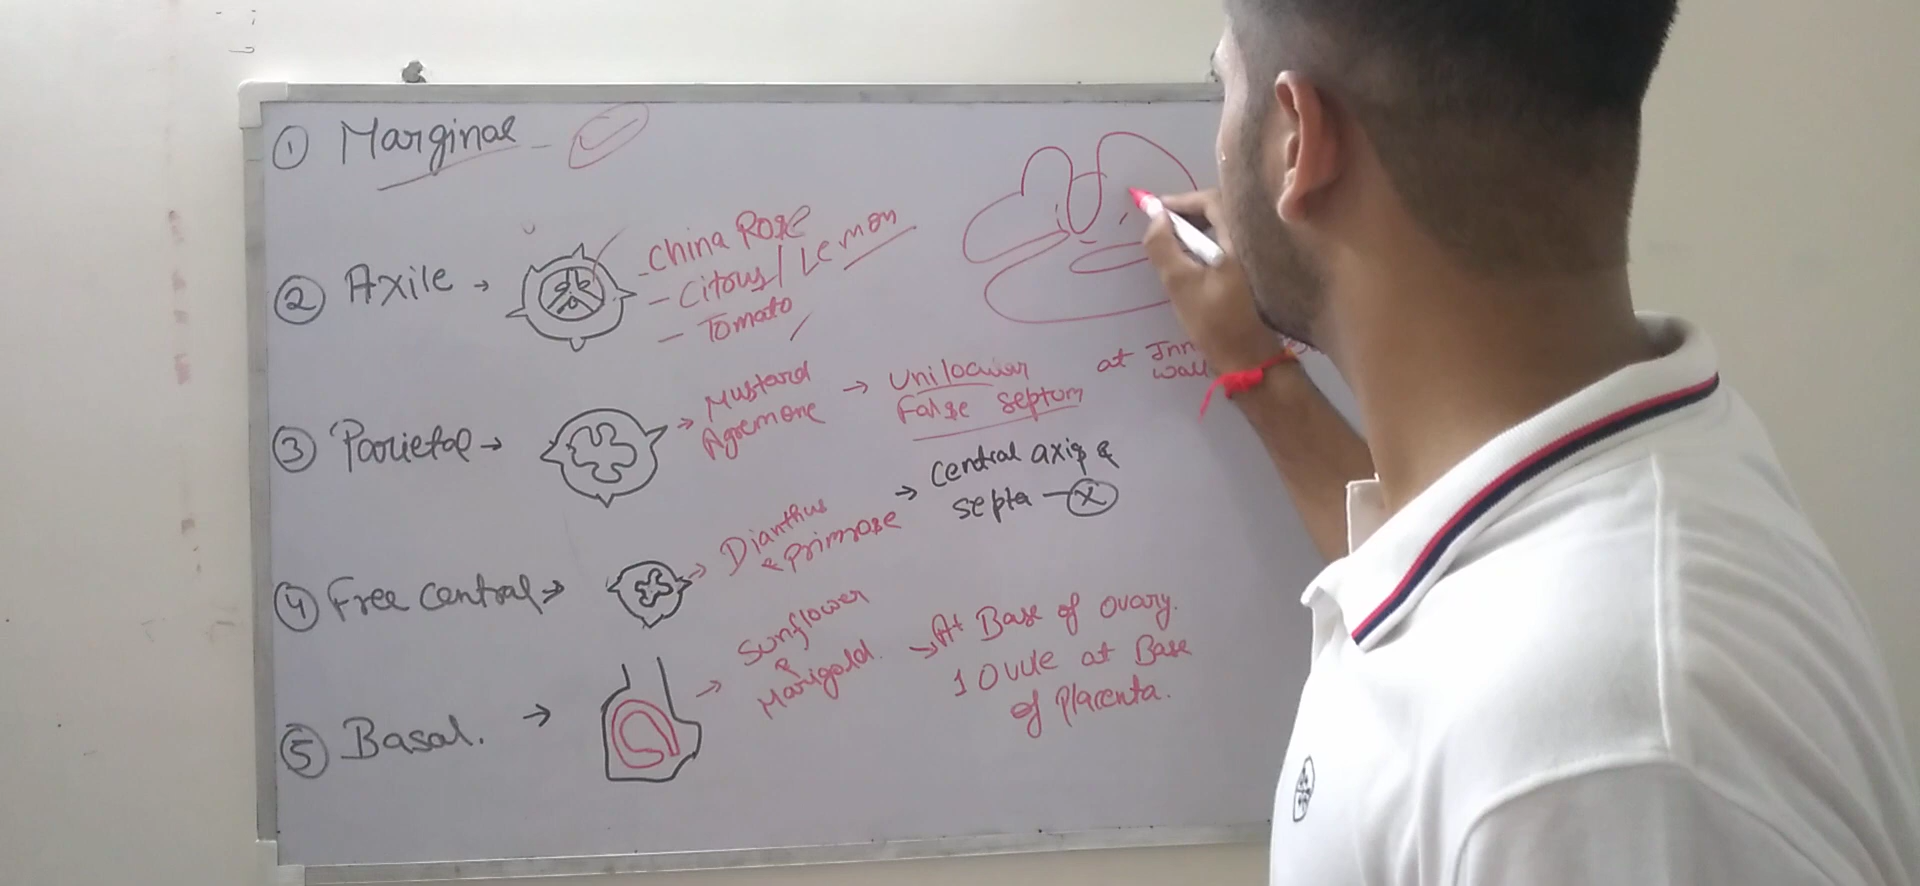 ① Marginal -
② Axile →
- China Rose
- Citrus / Lemon
- Tomato
③ Parietal →
→ Mustard
Agremone
→ Unilocular
False septum
at Inn
wall
④ Free central →
→ Dianthus
& primrose
→ central axis &
septa - X
⑤ Basal. →
→ Sunflower
&
Marigold.
→ At Base of ovary.
1 Ovule at Base
of Placenta.